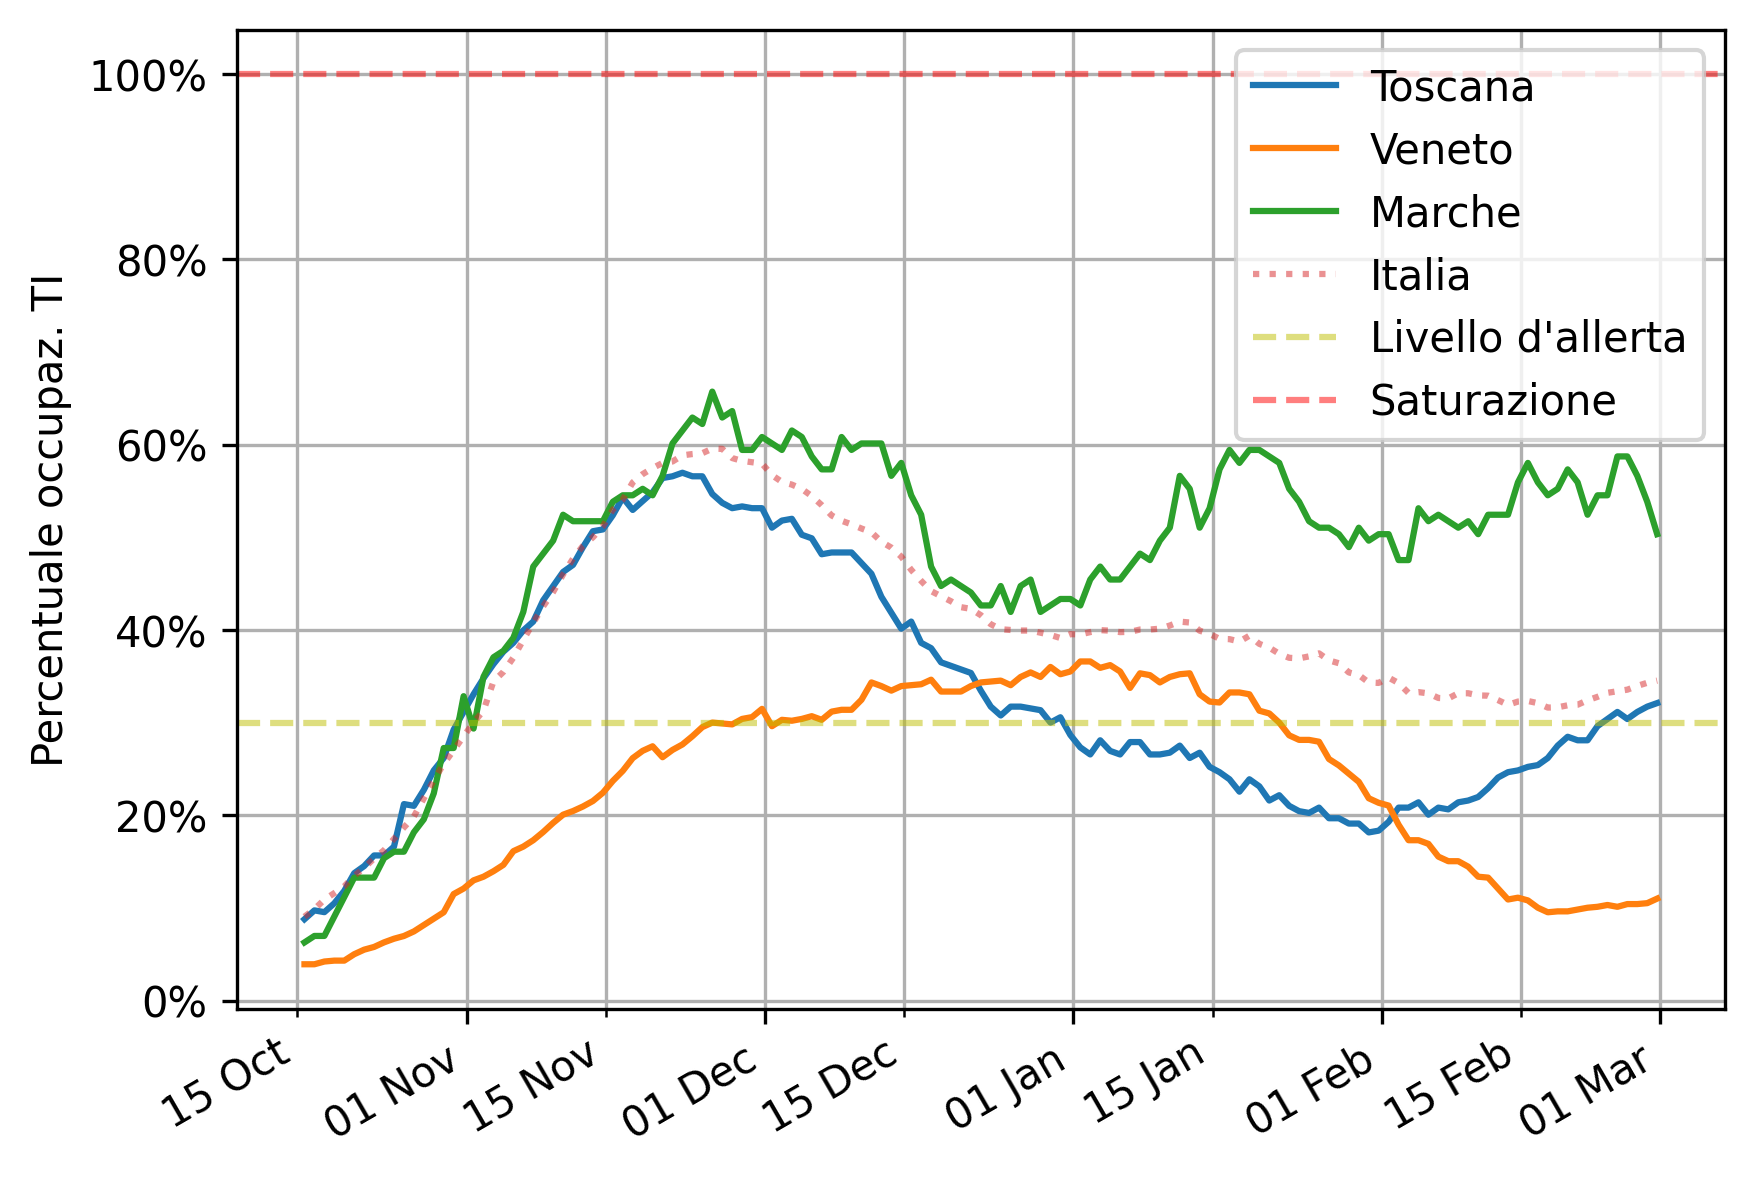 Percentuale occupaz. TI
100%
80%
60%
40%
20%
0%
Toscana
Veneto
Marche
Italia
Livello d'allerta
Saturazione
15 Oct
01 Nov
15 Nov
01 Dec
15 Dec
01 Jan
15 Jan
01 Feb
15 Feb
01 Mar